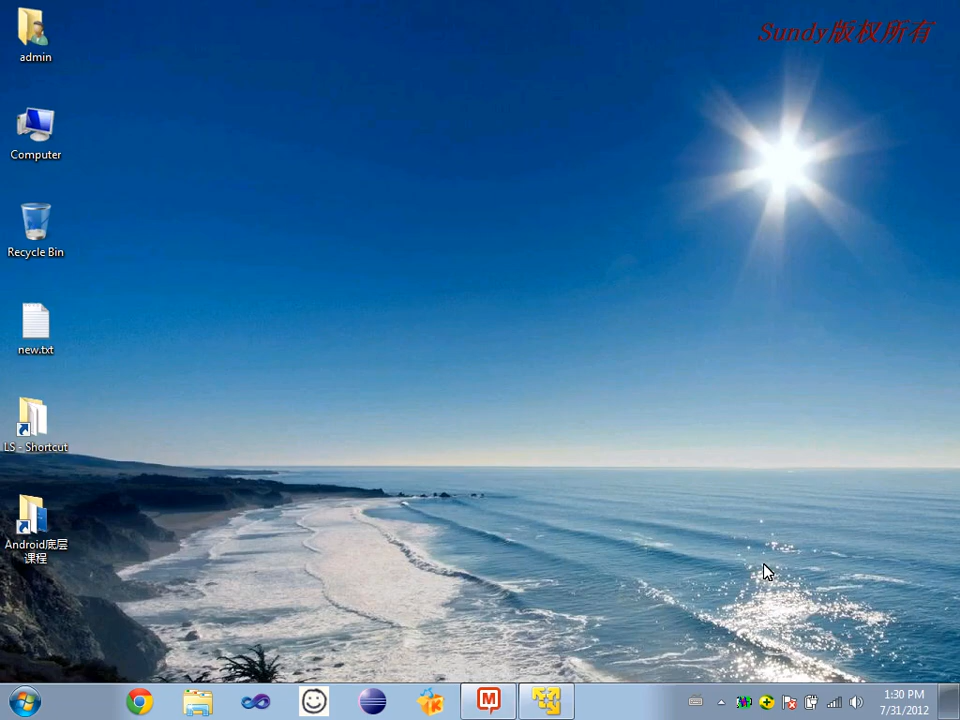 Sundy版权所有
admin
Computer
Recycle Bin
new.txt
LS - Shortcut
Android底层
课程
1:30 PM
7/31/2012